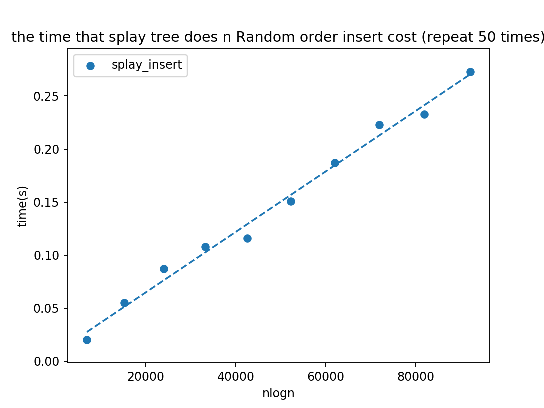 the time that splay tree does n Random order insert cost (repeat 50 times)
splay_insert
0.25
0.20
0.15
0.10
0.05
0.00
time(s)
20000 40000 60000 80000
nlogn